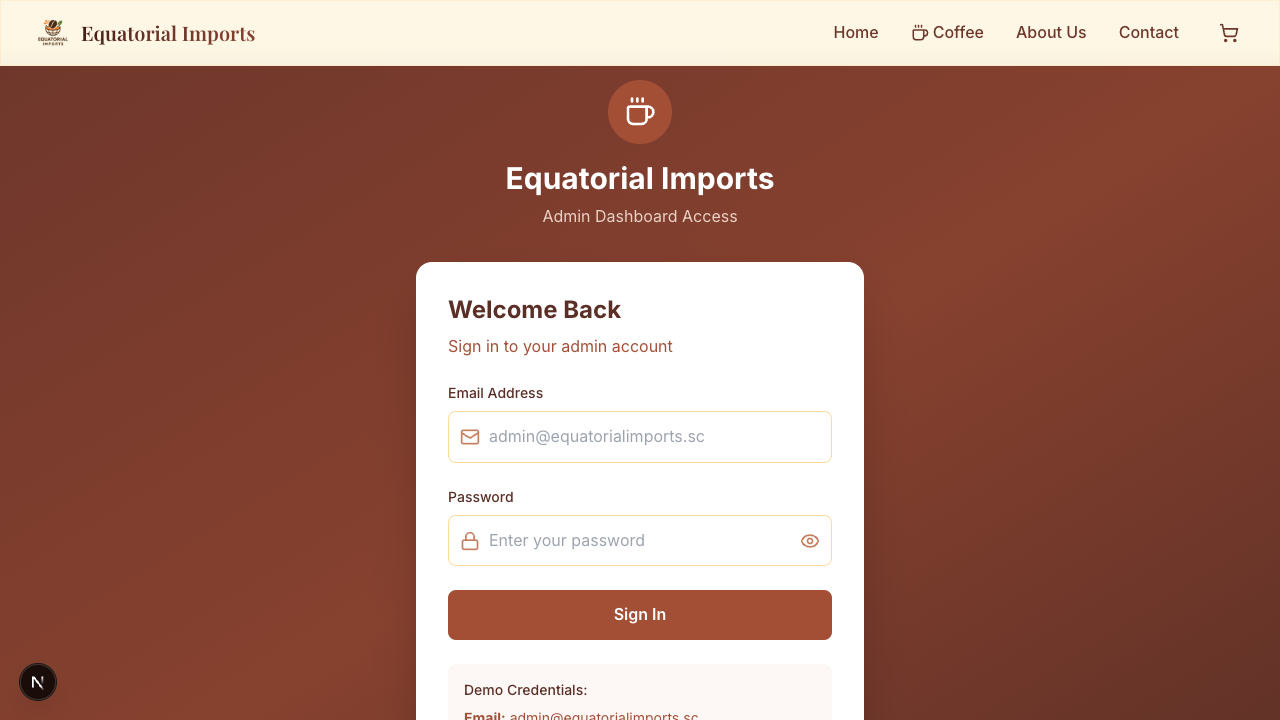 EQUATORIAL
IMPORTS
Equatorial Imports
Home
Coffee
About Us
Contact
Equatorial Imports
Admin Dashboard Access
Welcome Back
Sign in to your admin account
Email Address
admin@equatorialimports.sc
Password
Enter your password
Sign In
Demo Credentials:
Email: admin@equatorialimports.sc
N